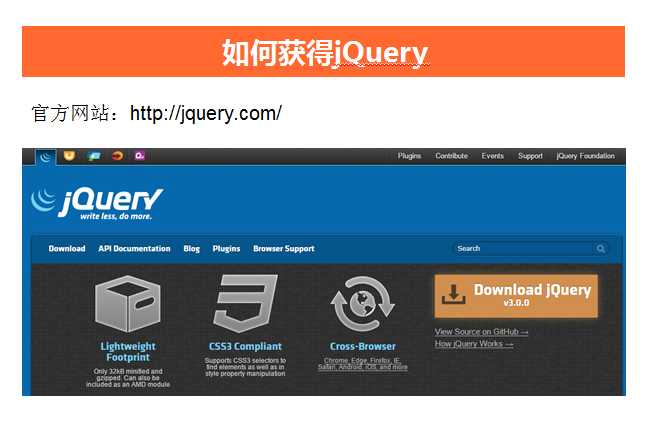 如何获得jQuery
官方网站：http://jquery.com/
Plugins Contribute Events Support jQuery Foundation
jQuery
write less, do more.
Download API Documentation Blog Plugins Browser Support Search
Download jQuery
v3.0.0
View Source on GitHub →
How jQuery Works →
Lightweight
Footprint
Only 32kB minified and
gzipped. Can also be
included as an AMD module
CSS3 Compliant
Supports CSS3 selectors to
find elements as well as in
style property manipulation
Cross-Browser
Chrome, Edge, Firefox, IE,
Safari, Android, iOS, and more